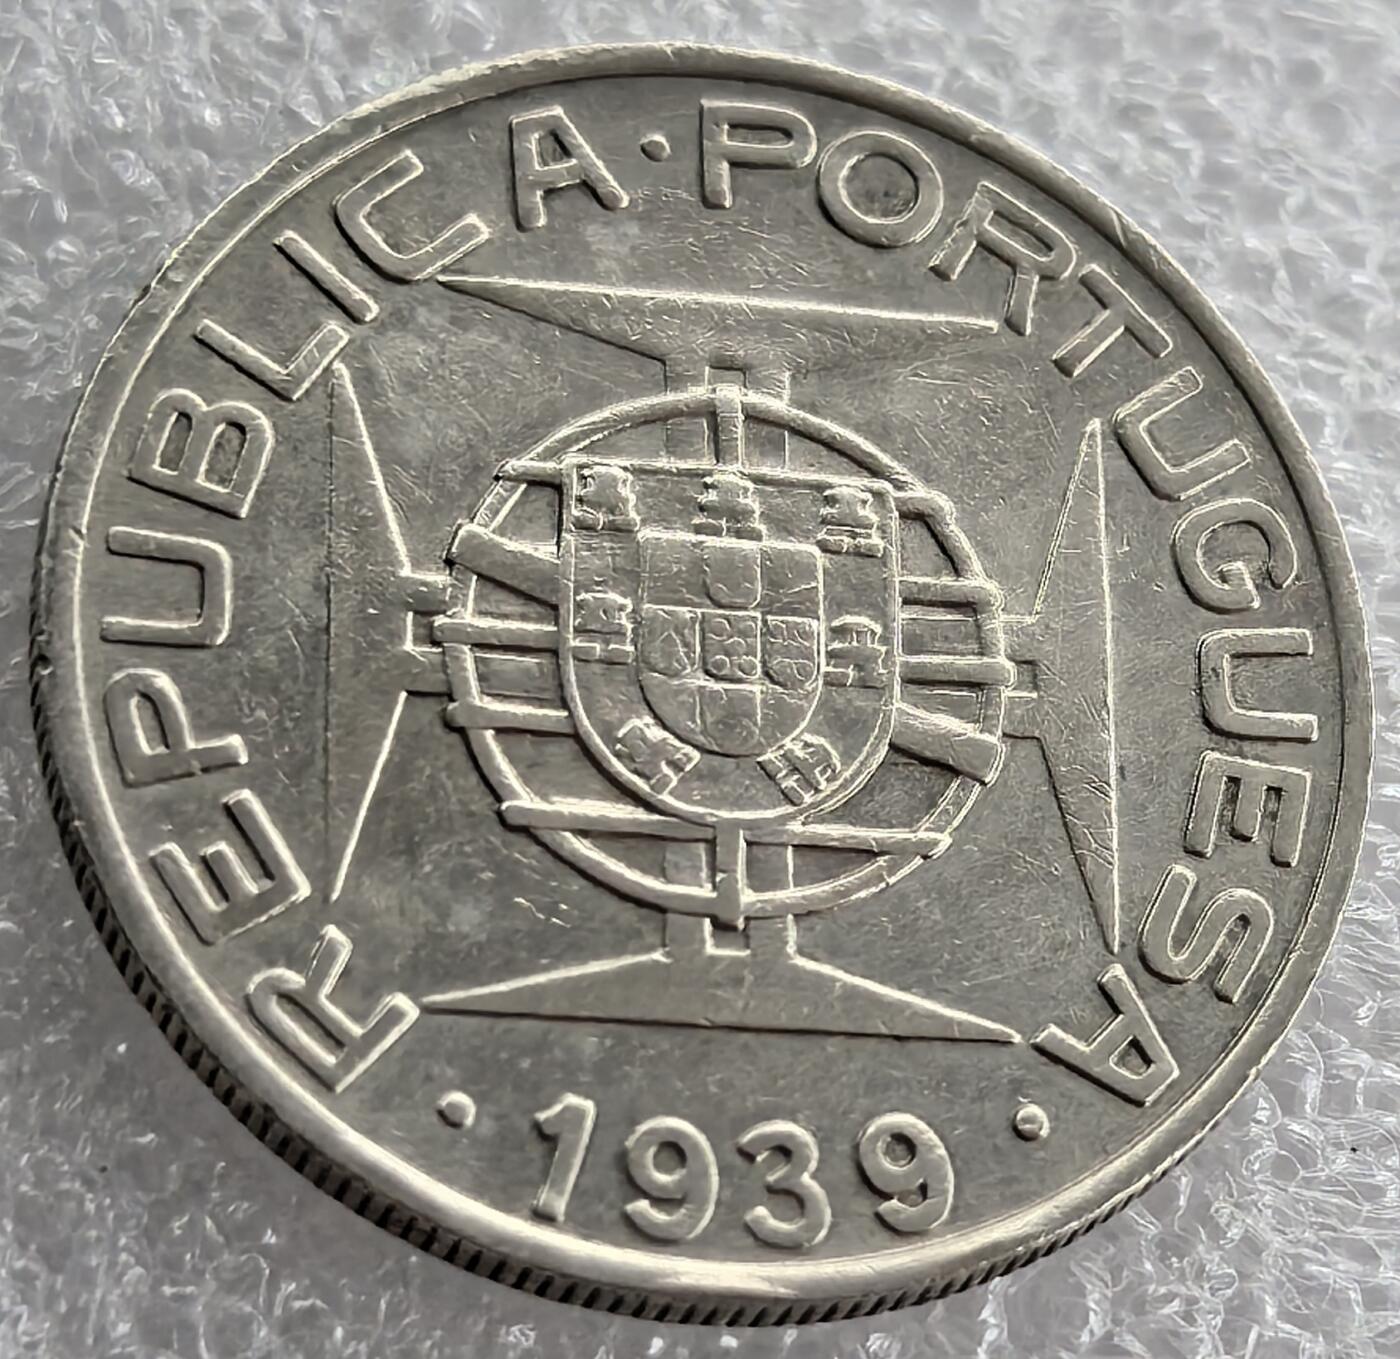 REPUBLICA · PORTUGUESA
· 1939 ·